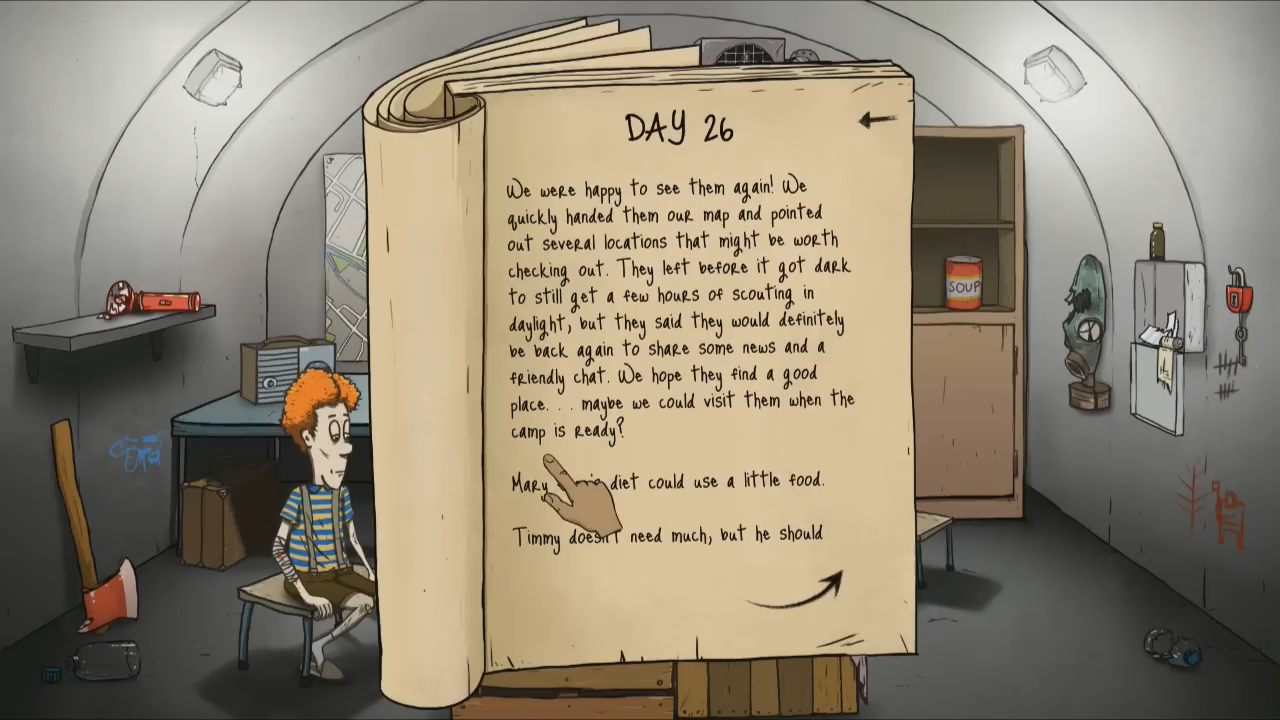 DAY 26
We were happy to see them again! We
quickly handed them our map and pointed
out several locations that might be worth
checking out. They left before it got dark
to still get a few hours of scouting in
daylight, but they said they would definitely
be back again to share some news and a
friendly chat. We hope they find a good
place. . . maybe we could visit them when the
camp is ready?
Mary diet could use a little food.
Timmy doesn't need much, but he should
SOUP